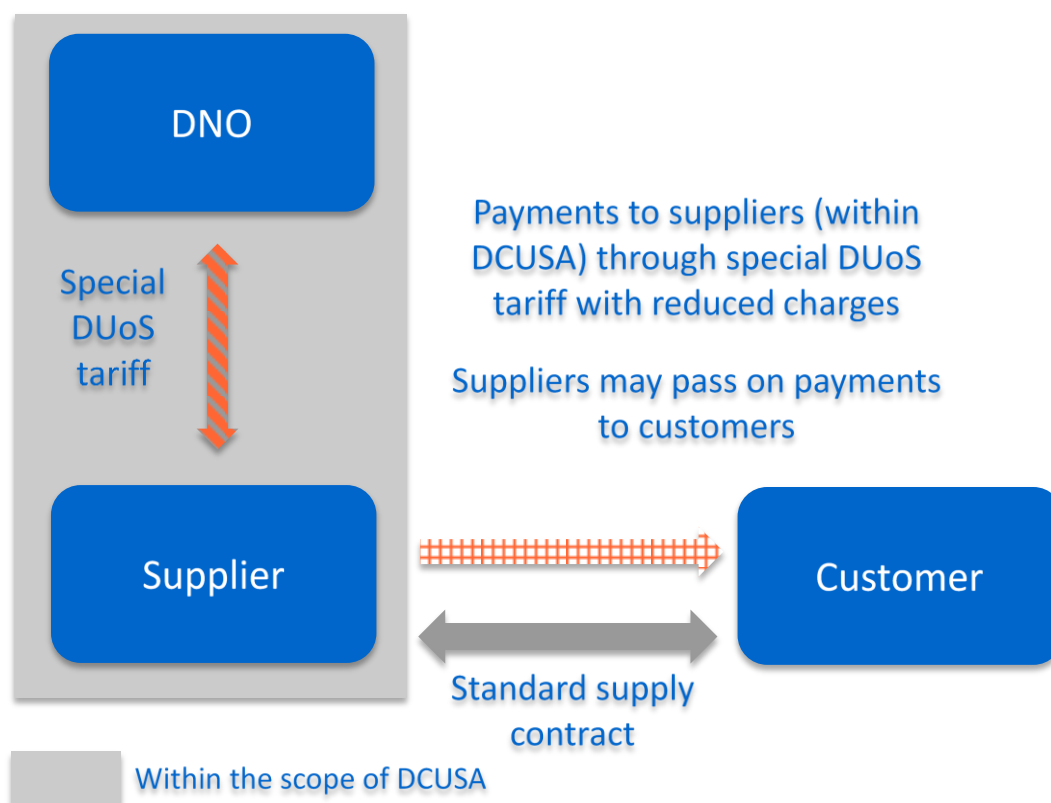 DNO
Special
DUoS
tariff
Payments to suppliers (within
DCUSA) through special DUoS
tariff with reduced charges
Suppliers may pass on payments
to customers
Supplier
Customer
Standard supply
contract
Within the scope of DCUSA